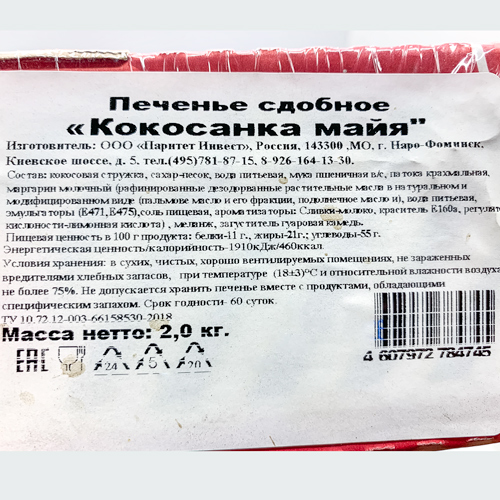 Печенье сдобное
«Кокосанка майя"
Изготовитель: ООО «Паритет Инвест», Россия, 143300 ,МО, г. Наро-Фоминск,
Киевское шоссе, д. 5. тел.(495)781-87-15, 8-926-164-13-30.
Состав: кокосовая стружка, сахар-песок, вода питьевая, мука пшеничная в/с, патока крахмальная,
маргарин молочный (рафинированные дезодорванные растительные масла в натуральном и
модифицированном виде (пальмовое масло и его фракции, подолнечное масло и), вода питьевая,
эмульгаторы (Е471,Е475),соль пищевая, ароматизаторы: Сливки-молоко, краситель Е160а, регулят
кислоности-лимонная кислота) , меланж, загуститель гуаровая камедь.
Пищевая ценность в 100 г продукта: белки-11 г., жиры-21г.; углеводы-55 г.
Энергетическая ценность/калорийность-1910кДж/460ккал.
Условия хранения: в сухих, чистых, хорошо вентилируемых помещениях, не зараженных
вредителями хлебных запасов, при температуре (18±3)°С и относительной влажности воздуха
не более 75%. Не допускается хранить печенье вместе с продуктами, обладающими
специфическим запахом. Срок годности- 60 суток.
ТУ 10.72.12-003-66158530-2018
Масса нетто: 2,0 кг.
ЕАС 24 5 20
4 607972 784745